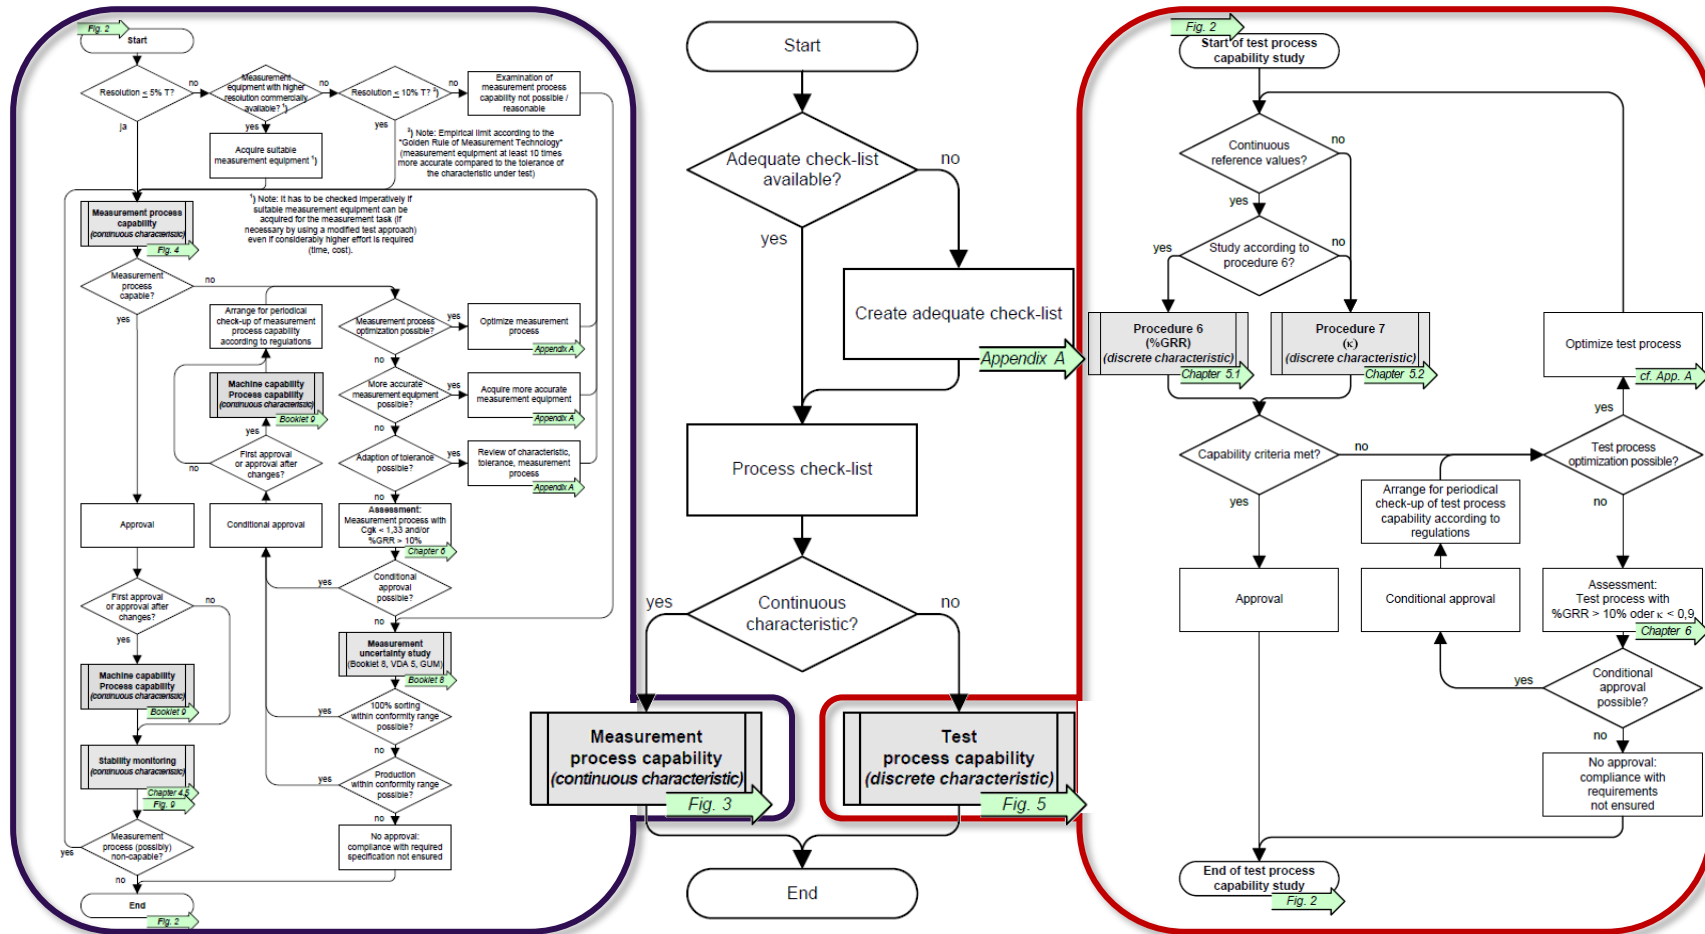 Fig. 2
Start
Resolution ≤ 5% T?
no
Measurement
equipment with higher
resolution commercially
available? ¹)
no
Resolution ≤ 10% T? ²)
no
Examination of
measurement process
capability not possible /
reasonable
ja
yes
yes
Acquire suitable
measurement equipment ¹)
²) Note: Empirical limit according to the
"Golden Rule of Measurement Technology"
(measurement equipment at least 10 times
more accurate compared to the tolerance of
the characteristic under test)
¹) Note: It has to be checked imperatively if
suitable measurement equipment can be
acquired for the measurement task (if
necessary by using a modified test approach)
even if considerably higher effort is required
(time, cost).
Measurement process
capability
(continuous characteristic)
Fig. 4
Measurement
process
capable?
no
yes
Arrange for periodical
check-up of measurement
process capability
according to regulations
Measurement process
optimization possible?
yes
Optimize measurement
process
Appendix A
no
Machine capability
Process capability
(continuous characteristic)
Booklet 9
More accurate
measurement equipment
possible?
yes
Acquire more accurate
measurement equipment
Appendix A
no
yes
First approval
or approval after
changes?
no
Adaption of tolerance
possible?
yes
Review of characteristic,
tolerance, measurement
process
Appendix A
no
Approval
Conditional approval
Assessment:
Measurement process with
Cgk < 1,33 and/or
%GRR > 10%
Chapter 6
Conditional
approval
possible?
yes
no
First approval
or approval after
changes?
no
yes
Measurement
uncertainty study
(Booklet 8, VDA 5, GUM)
Booklet 8
Machine capability
Process capability
(continuous characteristic)
Booklet 9
100% sorting
within conformity range
possible?
yes
no
Stability monitoring
(continuous characteristic)
Chapter 4.5
Fig. 9
Production
within conformity range
possible?
yes
no
Measurement
process (possibly)
non-capable?
yes
no
No approval:
compliance with required
specification not ensured
End
Fig. 2
Start
Adequate check-list
available?
no
yes
Create adequate check-list
Appendix A
Process check-list
Continuous
characteristic?
yes
no
Measurement
process capability
(continuous characteristic)
Fig. 3
Test
process capability
(discrete characteristic)
Fig. 5
End
Fig. 2
Start of test process
capability study
Continuous
reference values?
no
yes
Study according to
procedure 6?
yes
no
Procedure 6
(%GRR)
(discrete characteristic)
Chapter 5.1
Procedure 7
(κ)
(discrete characteristic)
Chapter 5.2
Optimize test process
cf. App. A
yes
Capability criteria met?
no
Test process
optimization possible?
yes
no
Arrange for periodical
check-up of test process
capability according to
regulations
Approval
Conditional approval
Assessment:
Test process with
%GRR > 10% oder κ < 0,9
Chapter 6
Conditional
approval
possible?
yes
no
No approval:
compliance with
requirements
not ensured
End of test process
capability study
Fig. 2